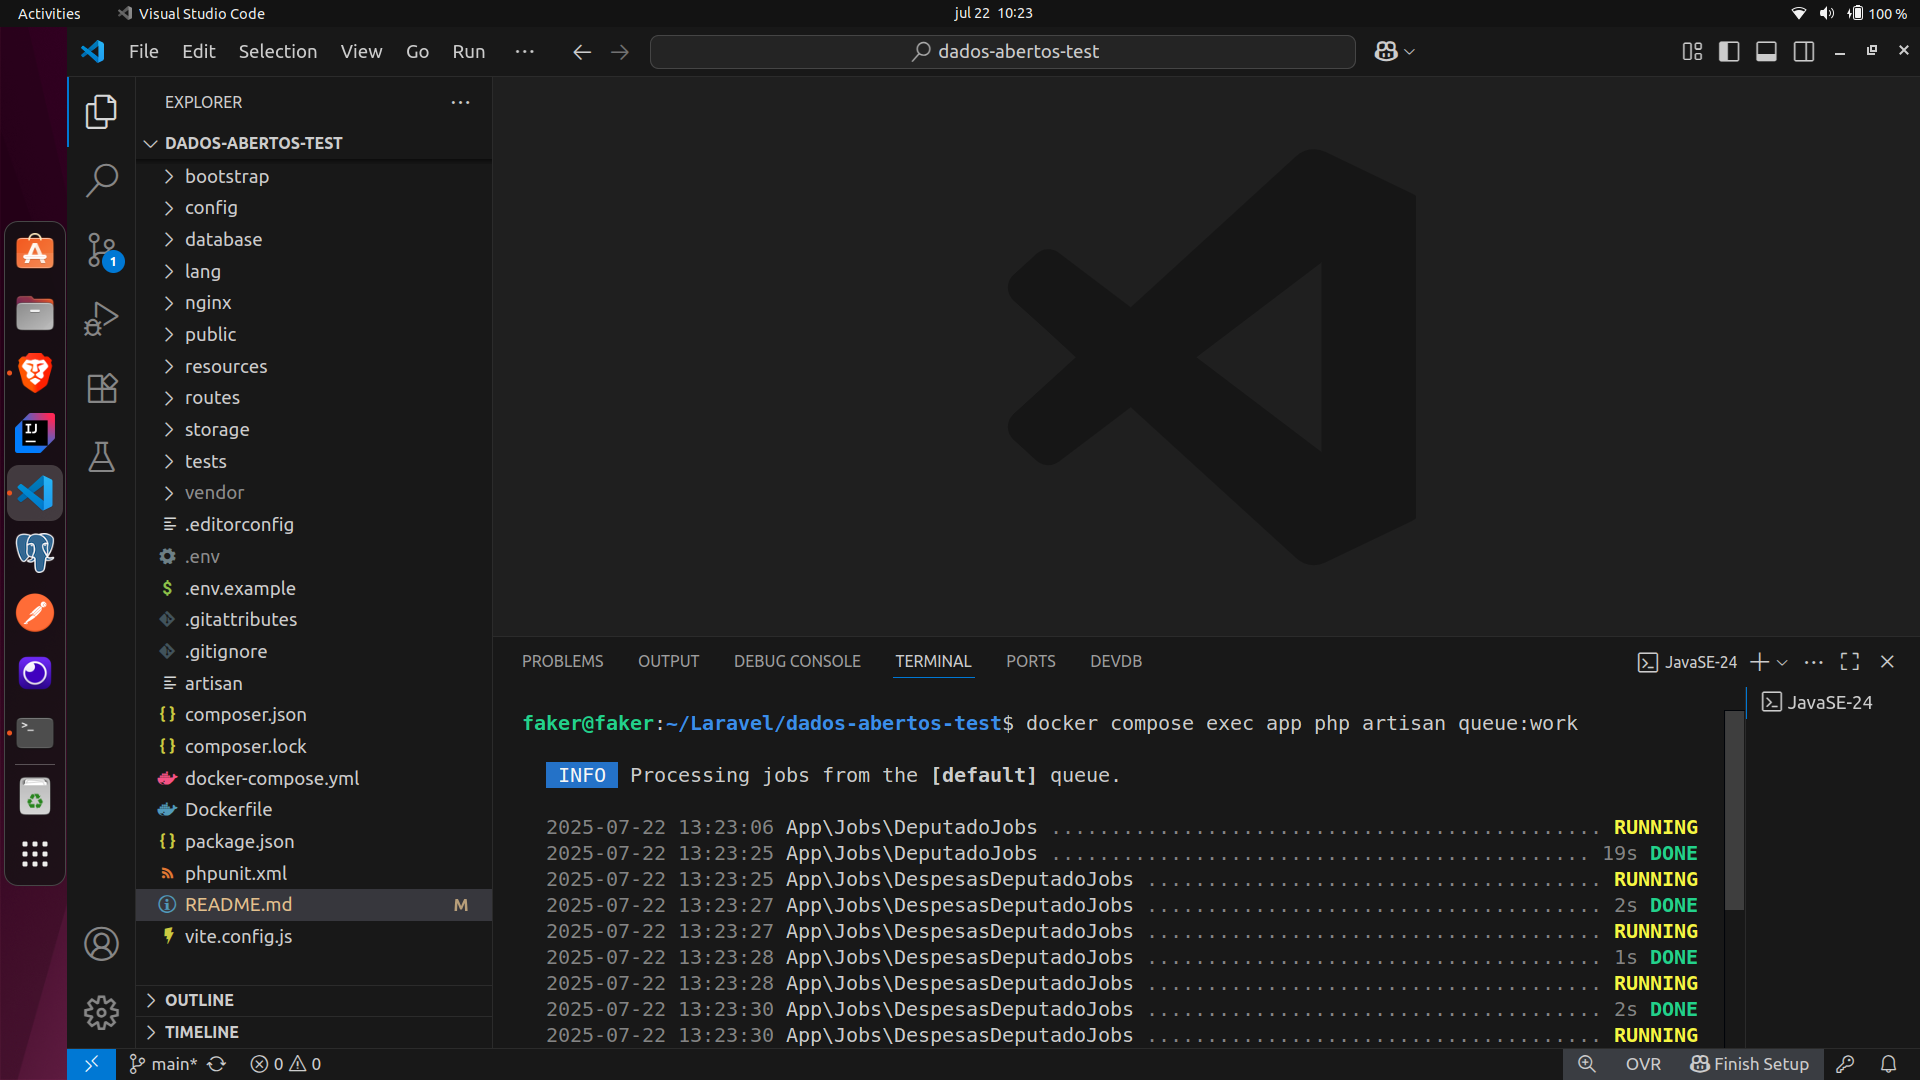 Activities
Visual Studio Code
jul 22 10:23
100 %
File Edit Selection View Go Run
dados-abertos-test
EXPLORER
DADOS-ABERTOS-TEST
bootstrap
config
database
lang
nginx
public
resources
routes
storage
tests
vendor
.editorconfig
.env
.env.example
.gitattributes
.gitignore
artisan
composer.json
composer.lock
docker-compose.yml
Dockerfile
package.json
phpunit.xml
README.md M
vite.config.js
OUTLINE
TIMELINE
1
IJ
PROBLEMS OUTPUT DEBUG CONSOLE TERMINAL PORTS DEVDB
JavaSE-24
JavaSE-24
faker@faker:~/Laravel/dados-abertos-test$ docker compose exec app php artisan queue:work
INFO Processing jobs from the [default] queue.
2025-07-22 13:23:06 App\Jobs\DeputadoJobs .............................................. RUNNING
2025-07-22 13:23:25 App\Jobs\DeputadoJobs ............................................. 19s DONE
2025-07-22 13:23:25 App\Jobs\DespesasDeputadoJobs ...................................... RUNNING
2025-07-22 13:23:27 App\Jobs\DespesasDeputadoJobs ...................................... 2s DONE
2025-07-22 13:23:27 App\Jobs\DespesasDeputadoJobs ...................................... RUNNING
2025-07-22 13:23:28 App\Jobs\DespesasDeputadoJobs ...................................... 1s DONE
2025-07-22 13:23:28 App\Jobs\DespesasDeputadoJobs ...................................... RUNNING
2025-07-22 13:23:30 App\Jobs\DespesasDeputadoJobs ...................................... 2s DONE
2025-07-22 13:23:30 App\Jobs\DespesasDeputadoJobs ...................................... RUNNING
main* 0 0
OVR Finish Setup